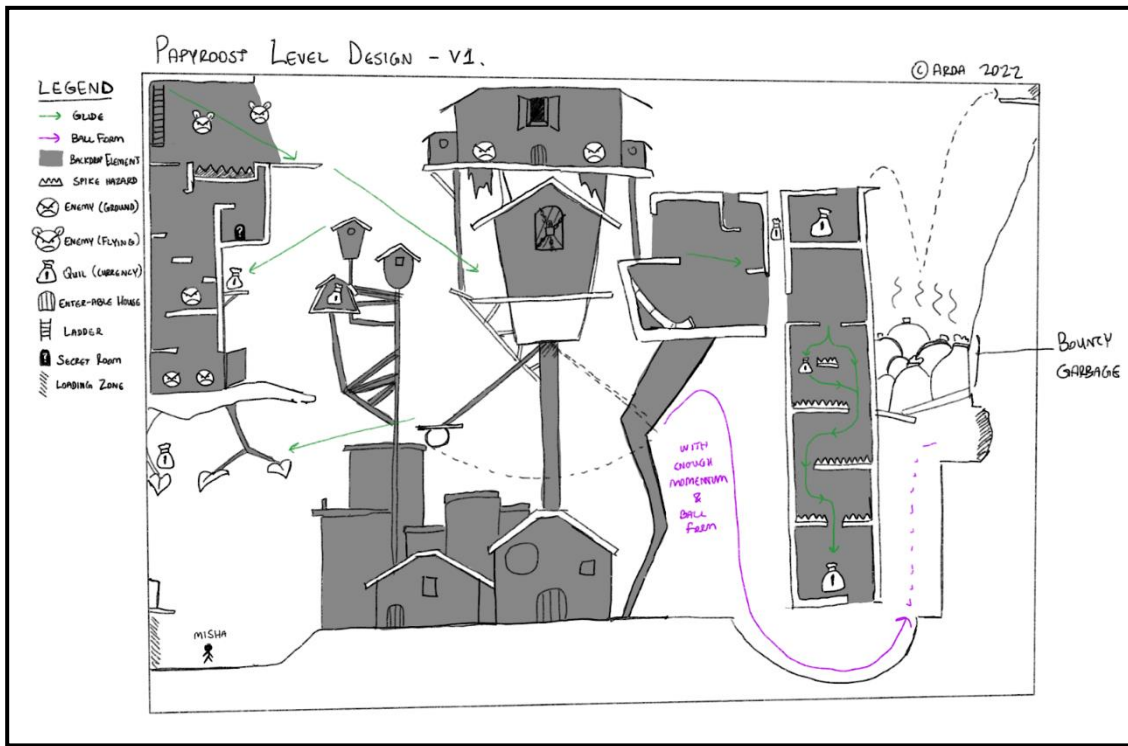 PAPYROOST LEVEL DESIGN - V1.
© ARDA 2022
LEGEND
GLIDE
BALL FORM
BACKDROP ELEMENT
SPIKE HAZARD
ENEMY (GROUND)
ENEMY (FLYING)
QUIL (CURRENCY)
ENTER-ABLE HOUSE
LADDER
SECRET ROOM
LOADING ZONE
BOUNCY
GARBAGE
WITH
ENOUGH
MOMENTUM
&
BALL
FORM
MISHA